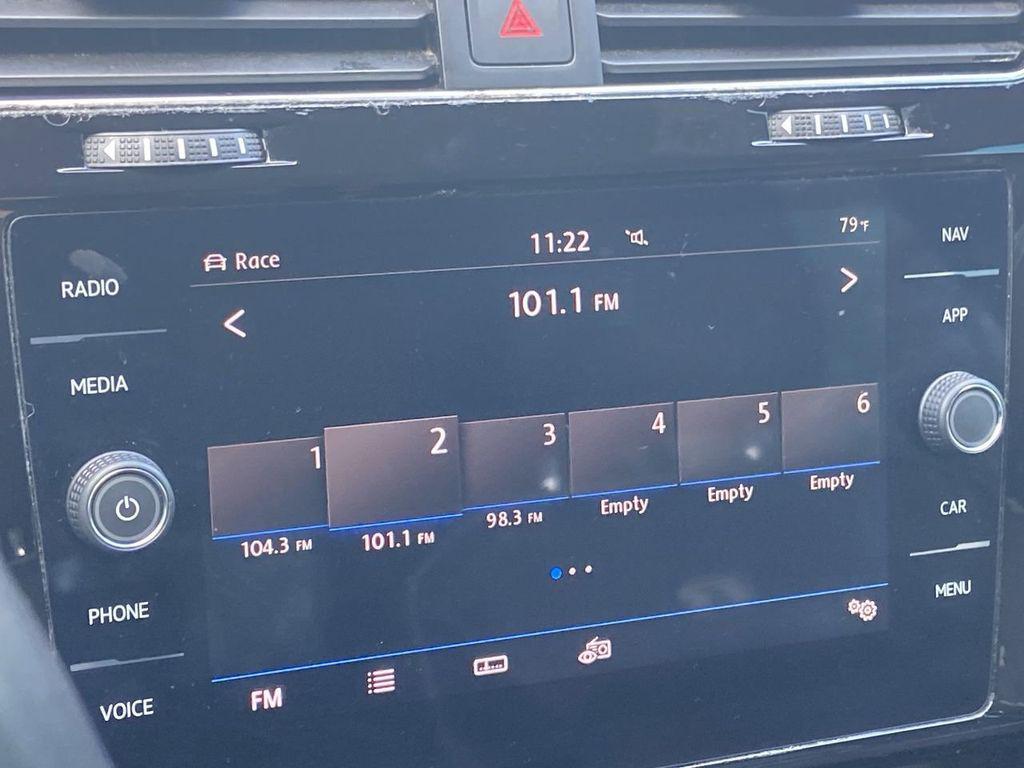 Race
11:22
79°F
101.1 FM
RADIO
MEDIA
PHONE
VOICE
1
104.3 FM
2
101.1 FM
3
98.3 FM
4
Empty
5
Empty
6
Empty
FM
NAV
APP
CAR
MENU